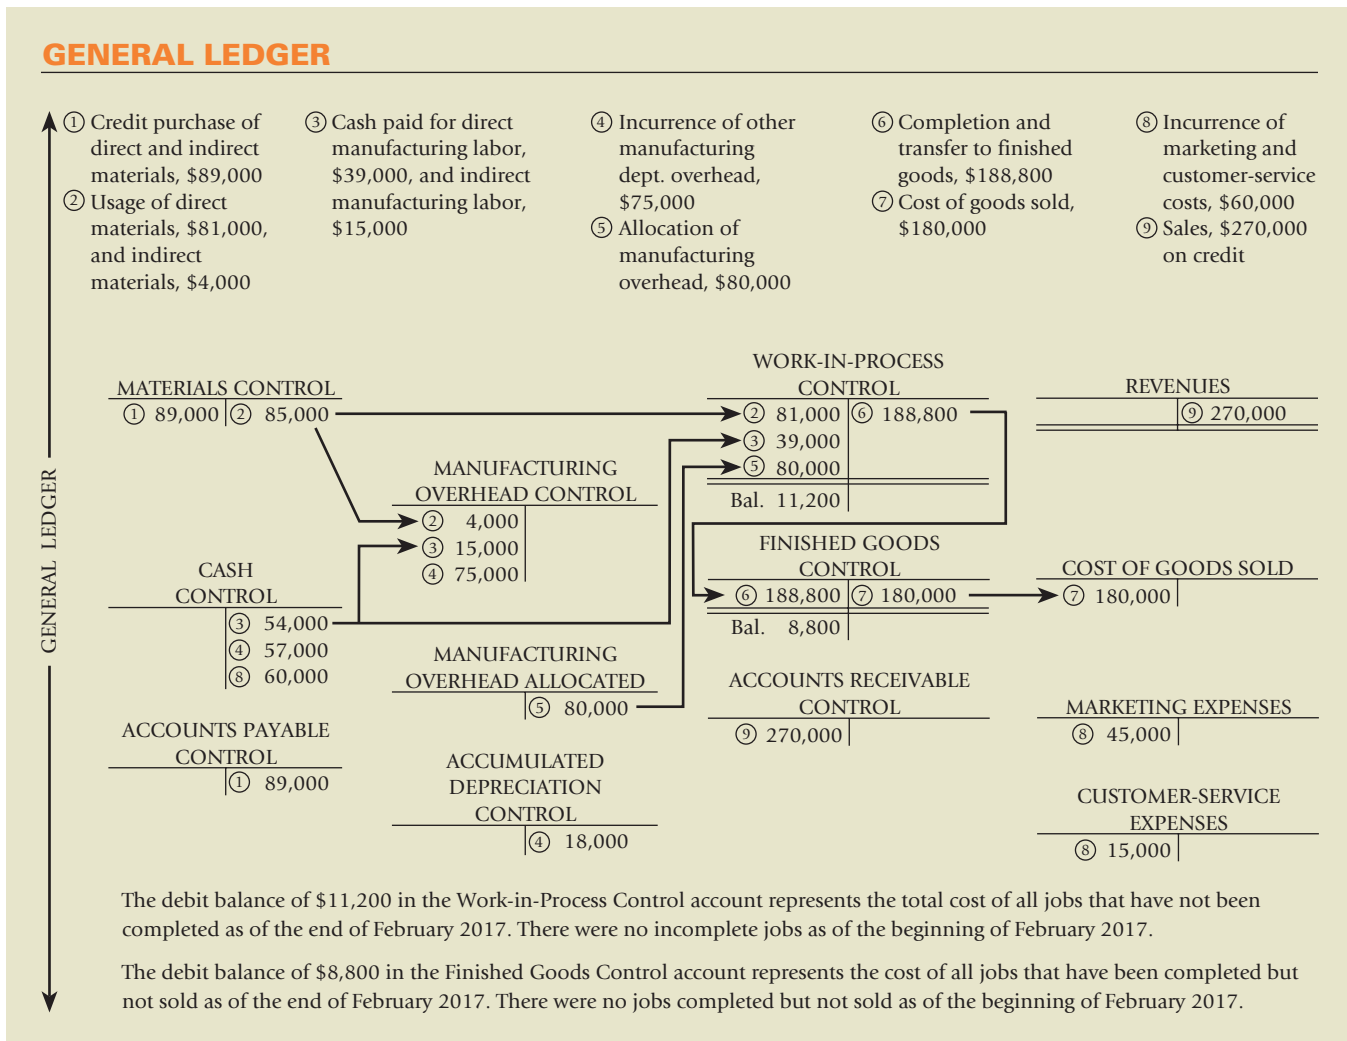 GENERAL LEDGER
① Credit purchase of
direct and indirect
materials, $89,000
② Usage of direct
materials, $81,000,
and indirect
materials, $4,000
③ Cash paid for direct
manufacturing labor,
$39,000, and indirect
manufacturing labor,
$15,000
④ Incurrence of other
manufacturing
dept. overhead,
$75,000
⑤ Allocation of
manufacturing
overhead, $80,000
⑥ Completion and
transfer to finished
goods, $188,800
⑦ Cost of goods sold,
$180,000
⑧ Incurrence of
marketing and
customer-service
costs, $60,000
⑨ Sales, $270,000
on credit
GENERAL LEDGER
MATERIALS CONTROL
① 89,000 ② 85,000
CASH
CONTROL
③ 54,000
④ 57,000
⑧ 60,000
ACCOUNTS PAYABLE
CONTROL
① 89,000
MANUFACTURING
OVERHEAD CONTROL
② 4,000
③ 15,000
④ 75,000
MANUFACTURING
OVERHEAD ALLOCATED
⑤ 80,000
ACCUMULATED
DEPRECIATION
CONTROL
④ 18,000
WORK-IN-PROCESS
CONTROL
② 81,000 ⑥ 188,800
③ 39,000
⑤ 80,000
Bal. 11,200
FINISHED GOODS
CONTROL
⑥ 188,800 ⑦ 180,000
Bal. 8,800
ACCOUNTS RECEIVABLE
CONTROL
⑨ 270,000
REVENUES
⑨ 270,000
COST OF GOODS SOLD
⑦ 180,000
MARKETING EXPENSES
⑧ 45,000
CUSTOMER-SERVICE
EXPENSES
⑧ 15,000
The debit balance of $11,200 in the Work-in-Process Control account represents the total cost of all jobs that have not been
completed as of the end of February 2017. There were no incomplete jobs as of the beginning of February 2017.
The debit balance of $8,800 in the Finished Goods Control account represents the cost of all jobs that have been completed but
not sold as of the end of February 2017. There were no jobs completed but not sold as of the beginning of February 2017.